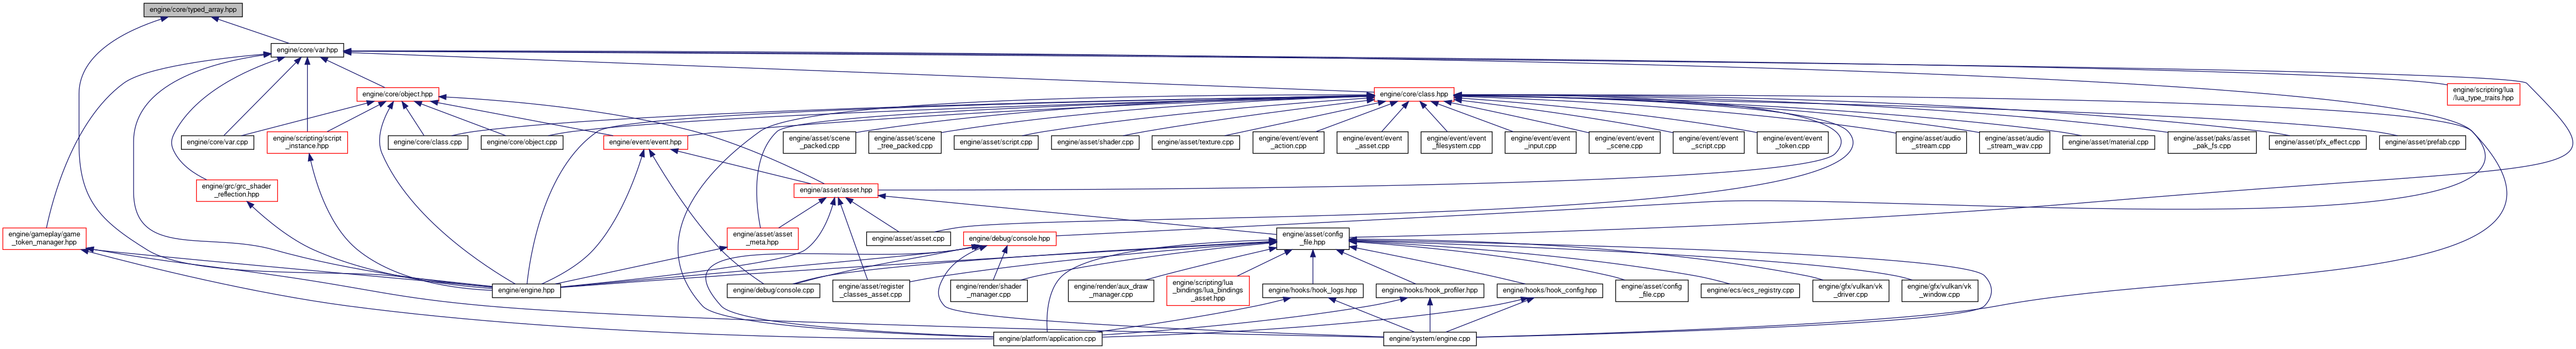 engine/core/typed_array.hpp
engine/core/var.hpp
engine/core/object.hpp
engine/core/class.hpp
engine/scripting/lua
/lua_type_traits.hpp
engine/core/var.cpp
engine/scripting/script
_instance.hpp
engine/core/class.cpp
engine/core/object.cpp
engine/event/event.hpp
engine/asset/scene
_packed.cpp
engine/asset/scene
_tree_packed.cpp
engine/asset/script.cpp
engine/asset/shader.cpp
engine/asset/texture.cpp
engine/event/event
_action.cpp
engine/event/event
_asset.cpp
engine/event/event
_filesystem.cpp
engine/event/event
_input.cpp
engine/event/event
_scene.cpp
engine/event/event
_script.cpp
engine/event/event
_token.cpp
engine/asset/audio
_stream.cpp
engine/asset/audio
_stream_wav.cpp
engine/asset/material.cpp
engine/asset/paks/asset
_pak_fs.cpp
engine/asset/pfx_effect.cpp
engine/asset/prefab.cpp
engine/grc/grc_shader
_reflection.hpp
engine/asset/asset.hpp
engine/gameplay/game
_token_manager.hpp
engine/asset/asset
_meta.hpp
engine/asset/asset.cpp
engine/debug/console.hpp
engine/asset/config
_file.hpp
engine/engine.hpp
engine/debug/console.cpp
engine/asset/register
_classes_asset.cpp
engine/render/shader
_manager.cpp
engine/render/aux_draw
_manager.cpp
engine/scripting/lua
_bindings/lua_bindings
_asset.hpp
engine/hooks/hook_logs.hpp
engine/hooks/hook_profiler.hpp
engine/hooks/hook_config.hpp
engine/asset/config
_file.cpp
engine/ecs/ecs_registry.cpp
engine/gfx/vulkan/vk
_driver.cpp
engine/gfx/vulkan/vk
_window.cpp
engine/platform/application.cpp
engine/system/engine.cpp